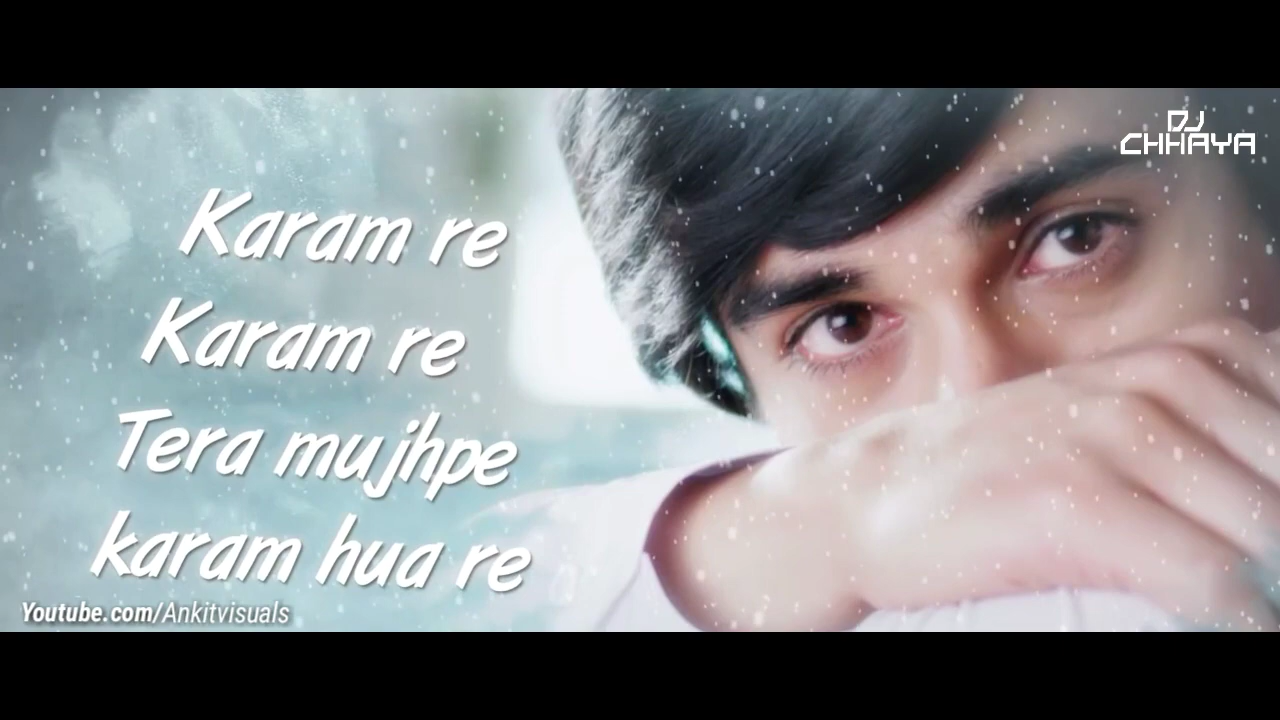 DJ
CHHAYA
Karam re
Karam re
Tera mujhpe
karam hua re
Youtube.com/Ankitvisuals